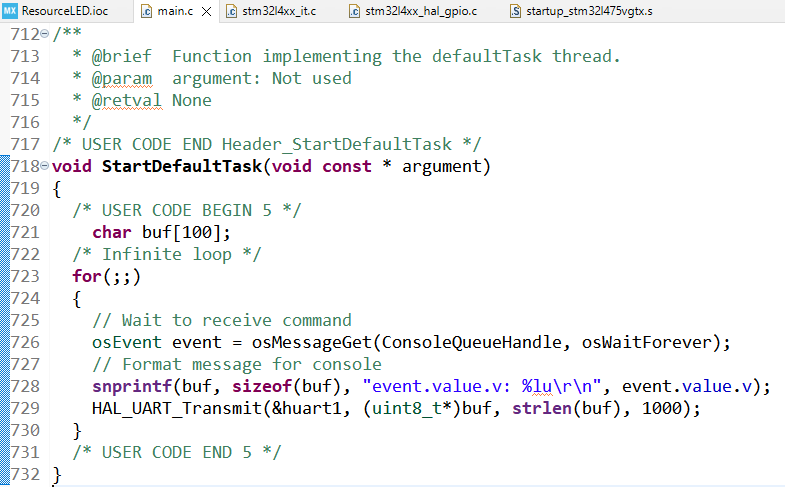 MX ResourceLED.ioc main.c stm32l4xx_it.c stm32l4xx_hal_gpio.c startup_stm32l475vgtx.s
712 /**
713   * @brief  Function implementing the defaultTask thread.
714   * @param  argument: Not used
715   * @retval None
716   */
717 /* USER CODE END Header_StartDefaultTask */
718 void StartDefaultTask(void const * argument)
719 {
720   /* USER CODE BEGIN 5 */
721     char buf[100];
722   /* Infinite loop */
723   for(;;)
724   {
725     // Wait to receive command
726     osEvent event = osMessageGet(ConsoleQueueHandle, osWaitForever);
727     // Format message for console
728     snprintf(buf, sizeof(buf), "event.value.v: %lu\r\n", event.value.v);
729     HAL_UART_Transmit(&huart1, (uint8_t*)buf, strlen(buf), 1000);
730   }
731   /* USER CODE END 5 */
732 }